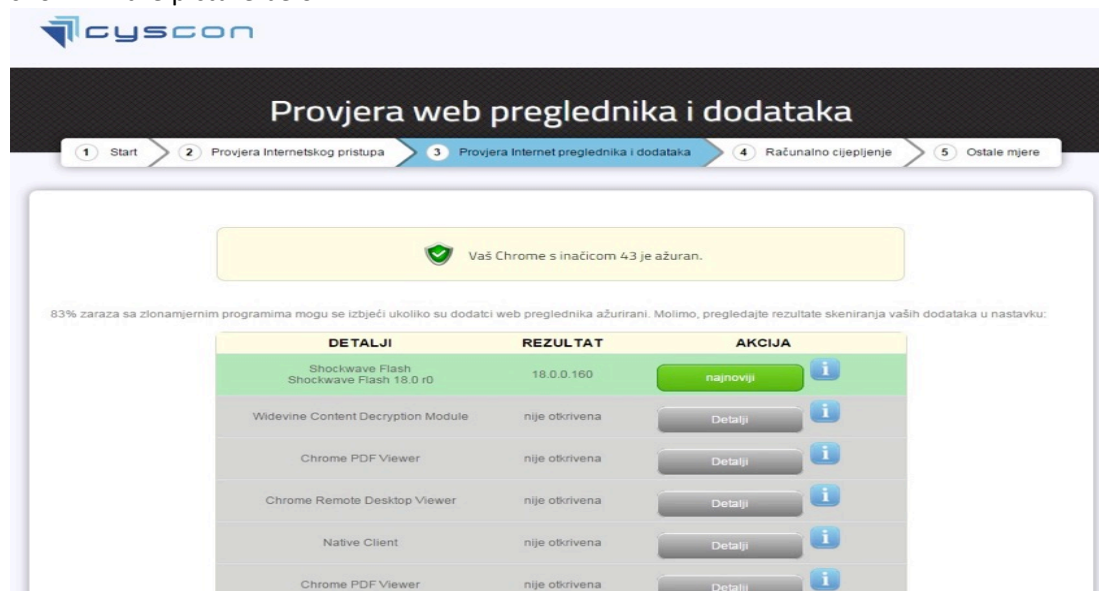 cyscon
Provjera web preglednika i dodataka
1 Start
2 Provjera Internetskog pristupa
3 Provjera Internet preglednika i dodataka
4 Računalno cijepljenje
5 Ostale mjere
Vaš Chrome s inačicom 43 je ažuran.
83% zaraza sa zlonamjernim programima mogu se izbjeći ukoliko su dodatci web preglednika ažurirani. Molimo, pregledajte rezultate skeniranja vaših dodataka u nastavku:
DETALJI REZULTAT AKCIJA
Shockwave Flash
Shockwave Flash 18.0 r0 18.0.0.160 najnoviji i
Widevine Content Decryption Module nije otkrivena Detalji i
Chrome PDF Viewer nije otkrivena Detalji i
Chrome Remote Desktop Viewer nije otkrivena Detalji i
Native Client nije otkrivena Detalji i
Chrome PDF Viewer nije otkrivena Detalji i